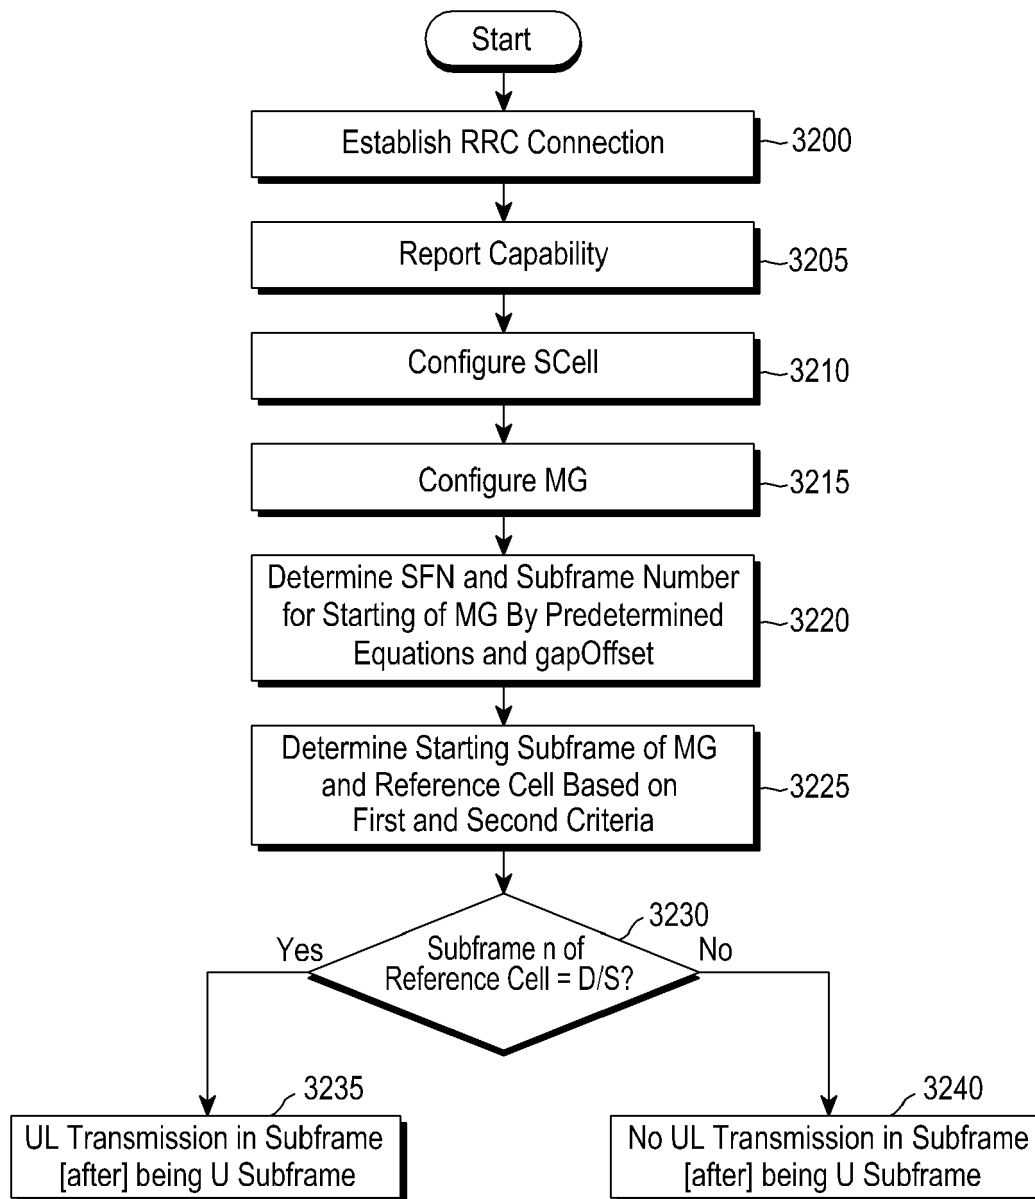 Start
Establish RRC Connection
3200
Report Capability
3205
Configure SCell
3210
Configure MG
3215
Determine SFN and Subframe Number
for Starting of MG By Predetermined
Equations and gapOffset
3220
Determine Starting Subframe of MG
and Reference Cell Based on
First and Second Criteria
3225
3230
Yes
Subframe n of
Reference Cell = D/S?
No
3235
UL Transmission in Subframe
[after] being U Subframe
3240
No UL Transmission in Subframe
[after] being U Subframe